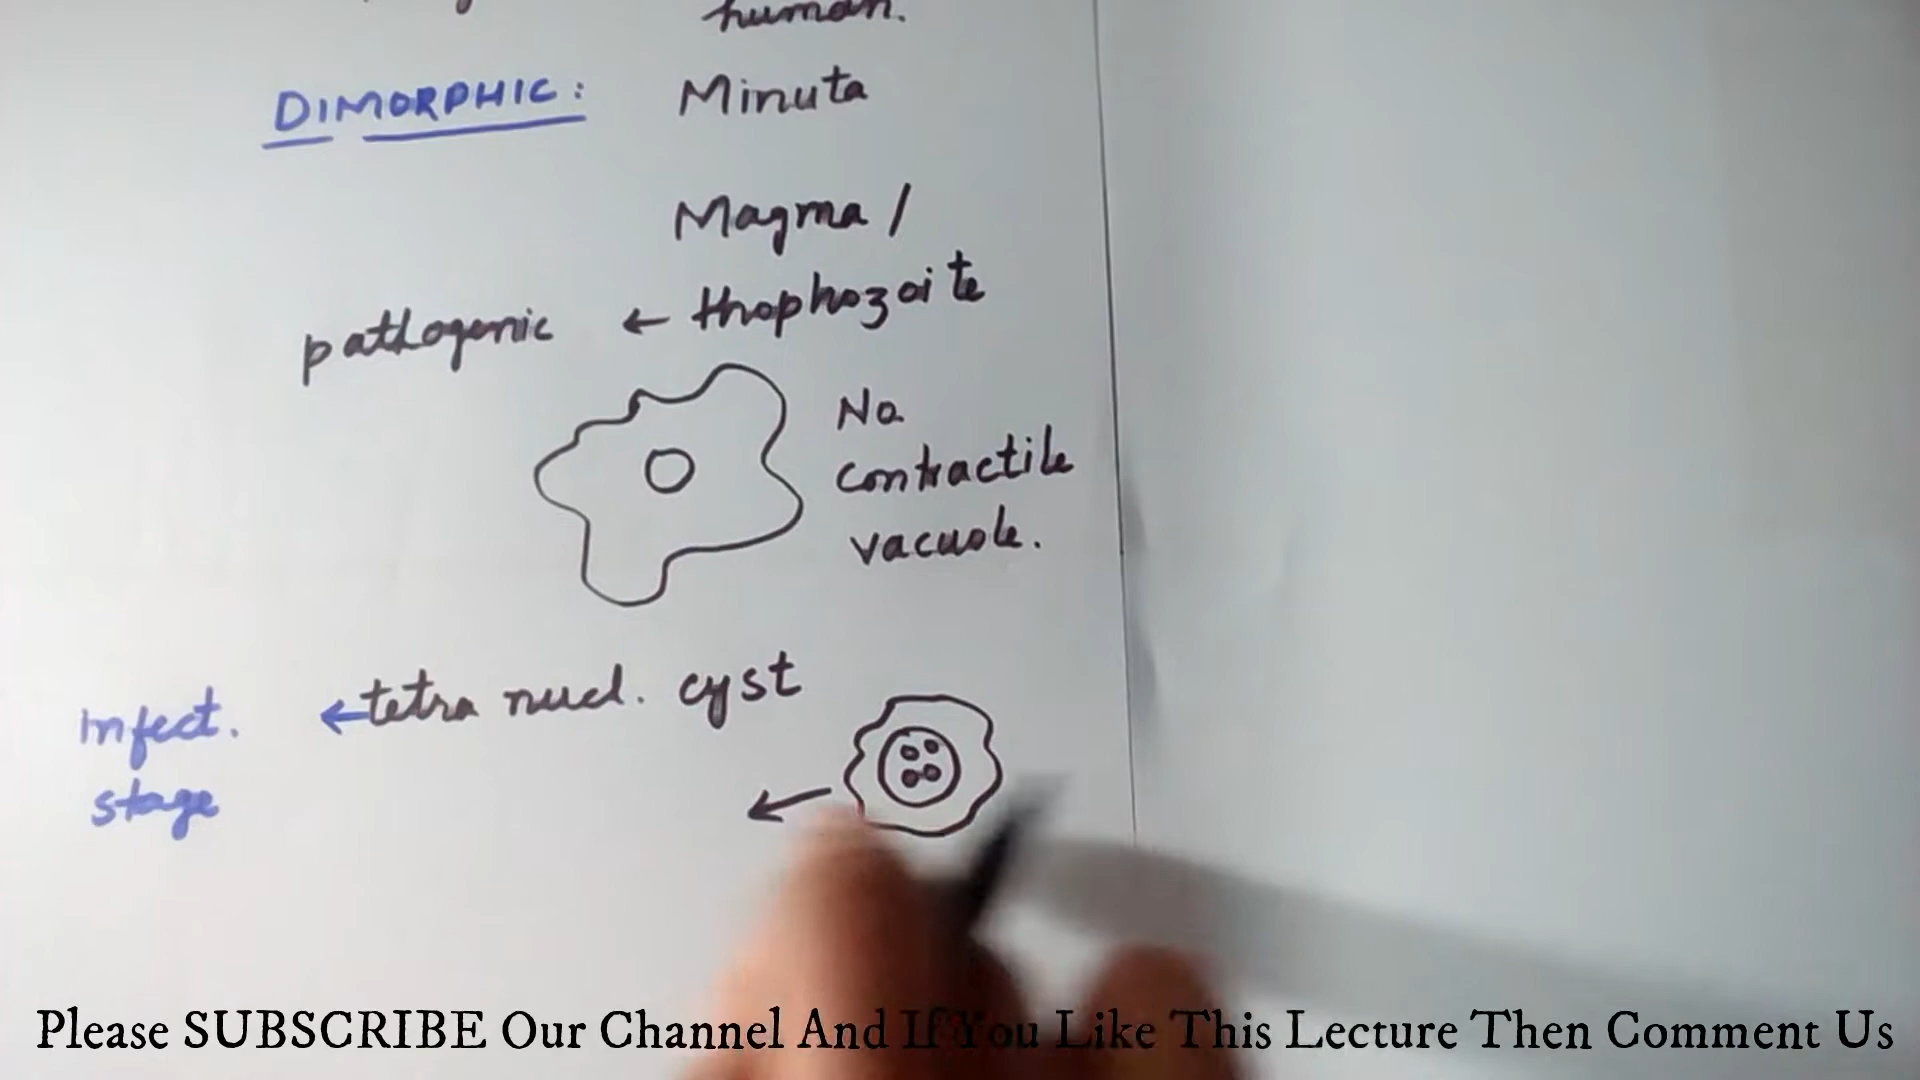 human.
DIMORPHIC: Minuta
Magma /
pathogenic ← thophozoite
No
contractile
vacuole.
Infect. ← tetra nucl. cyst
stage
Please SUBSCRIBE Our Channel And If You Like This Lecture Then Comment Us